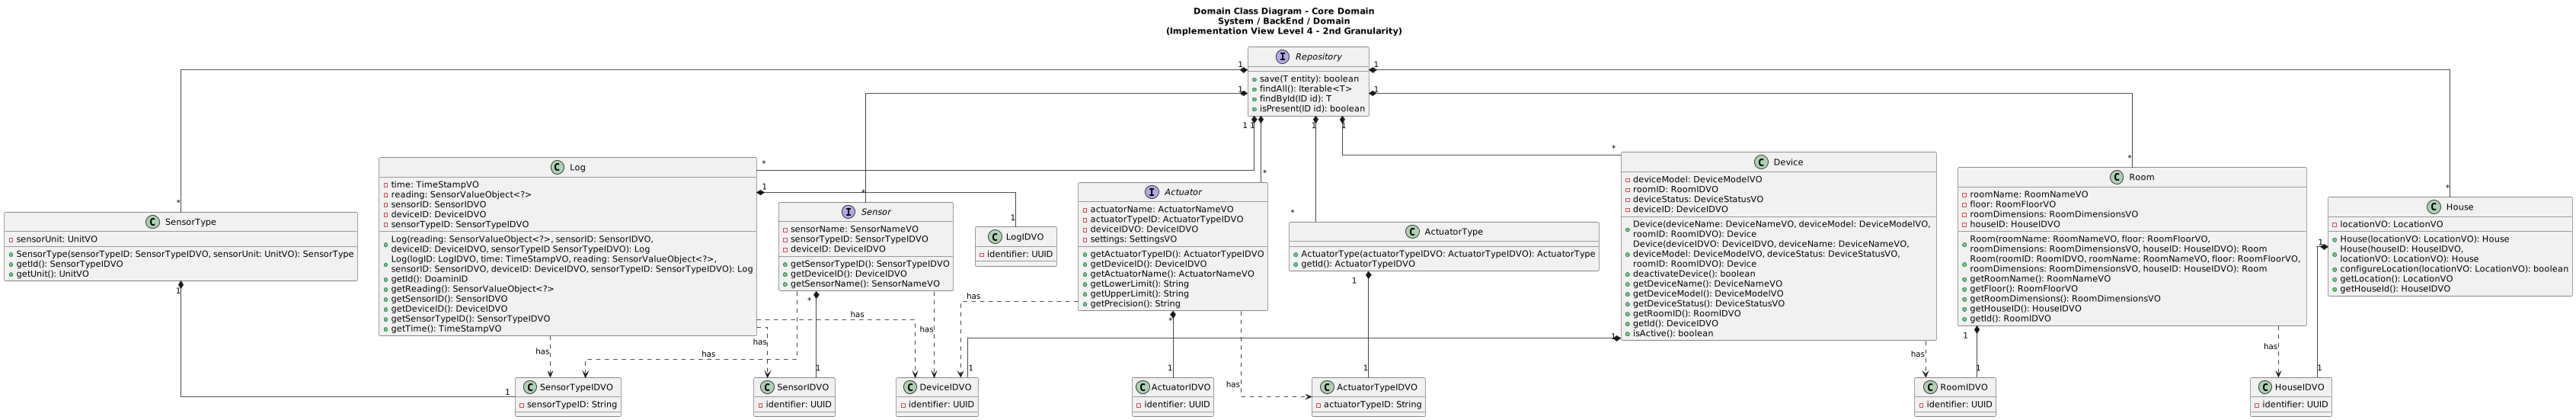 Domain Class Diagram - Core Domain
System / BackEnd / Domain
(Implementation View Level 4 - 2nd Granularity)
I Repository
save(T entity): boolean
findAll(): Iterable<T>
findById(ID id): T
isPresent(ID id): boolean
1
1
1
1
1
1
1
1
*
*
*
*
*
*
*
*
C SensorType
sensorUnit: UnitVO
SensorType(sensorTypeID: SensorTypeIDVO, sensorUnit: UnitVO): SensorType
getId(): SensorTypeIDVO
getUnit(): UnitVO
1
C Log
time: TimeStampVO
reading: SensorValueObject<?>
sensorID: SensorIDVO
deviceID: DeviceIDVO
sensorTypeID: SensorTypeIDVO
Log(reading: SensorValueObject<?>, sensorID: SensorIDVO,
deviceID: DeviceIDVO, sensorTypeID SensorTypeIDVO): Log
Log(logID: LogIDVO, time: TimeStampVO, reading: SensorValueObject<?>,
sensorID: SensorIDVO, deviceID: DeviceIDVO, sensorTypeID: SensorTypeIDVO): Log
getId(): DoaminID
getReading(): SensorValueObject<?>
getSensorID(): SensorIDVO
getDeviceID(): DeviceIDVO
getSensorTypeID(): SensorTypeIDVO
getTime(): TimeStampVO
1
I Sensor
sensorName: SensorNameVO
sensorTypeID: SensorTypeIDVO
deviceID: DeviceIDVO
getSensorTypeID(): SensorTypeIDVO
getDeviceID(): DeviceIDVO
getSensorName(): SensorNameVO
*
1
C LogIDVO
identifier: UUID
I Actuator
actuatorName: ActuatorNameVO
actuatorTypeID: ActuatorTypeIDVO
deviceIDVO: DeviceIDVO
settings: SettingsVO
getActuatorTypeID(): ActuatorTypeIDVO
getDeviceID(): DeviceIDVO
getActuatorName(): ActuatorNameVO
getLowerLimit(): String
getUpperLimit(): String
getPrecision(): String
*
C ActuatorType
ActuatorType(actuatorTypeIDVO: ActuatorTypeIDVO): ActuatorType
getId(): ActuatorTypeIDVO
1
C Device
deviceModel: DeviceModelVO
roomID: RoomIDVO
deviceStatus: DeviceStatusVO
deviceID: DeviceIDVO
Device(deviceName: DeviceNameVO, deviceModel: DeviceModelVO,
roomID: RoomIDVO): Device
Device(deviceIDVO: DeviceIDVO, deviceName: DeviceNameVO,
deviceModel: DeviceModelVO, deviceStatus: DeviceStatusVO,
roomID: RoomIDVO): Device
deactivateDevice(): boolean
getDeviceName(): DeviceNameVO
getDeviceModel(): DeviceModelVO
getDeviceStatus(): DeviceStatusVO
getRoomID(): RoomIDVO
getId(): DeviceIDVO
isActive(): boolean
1
C Room
roomName: RoomNameVO
floor: RoomFloorVO
roomDimensions: RoomDimensionsVO
houseID: HouseIDVO
Room(roomName: RoomNameVO, floor: RoomFloorVO,
roomDimensions: RoomDimensionsVO, houseID: HouseIDVO): Room
Room(roomID: RoomIDVO, roomName: RoomNameVO, floor: RoomFloorVO,
roomDimensions: RoomDimensionsVO, houseID: HouseIDVO): Room
getRoomName(): RoomNameVO
getFloor(): RoomFloorVO
getRoomDimensions(): RoomDimensionsVO
getHouseID(): HouseIDVO
getId(): RoomIDVO
1
C House
locationVO: LocationVO
House(locationVO: LocationVO): House
House(houseID: HouseIDVO,
locationVO: LocationVO): House
configureLocation(locationVO: LocationVO): boolean
getLocation(): LocationVO
getHouseId(): HouseIDVO
1
has
has
has
has
has
has
has
has
has
1
1
1
1
1
1
1
C SensorTypeIDVO
sensorTypeID: String
C SensorIDVO
identifier: UUID
C DeviceIDVO
identifier: UUID
C ActuatorIDVO
identifier: UUID
C ActuatorTypeIDVO
actuatorTypeID: String
C RoomIDVO
identifier: UUID
C HouseIDVO
identifier: UUID